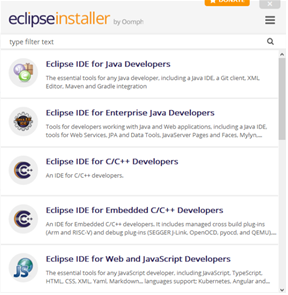 DONATE
eclipseinstaller by Oomph
type filter text
Eclipse IDE for Java Developers
The essential tools for any Java developer, including a Java IDE, a Git client, XML
Editor, Maven and Gradle integration
Eclipse IDE for Enterprise Java Developers
Tools for developers working with Java and Web applications, including a Java IDE,
tools for Web Services, JPA and Data Tools, JavaServer Pages and Faces, Mylyn,...
Eclipse IDE for C/C++ Developers
An IDE for C/C++ developers.
Eclipse IDE for Embedded C/C++ Developers
An IDE for Embedded C/C++ developers. It includes managed cross build plug-ins
(Arm and RISC-V) and debug plug-ins (SEGGER J-Link, OpenOCD, pyocd, and QEMU),...
Eclipse IDE for Web and JavaScript Developers
The essential tools for any JavaScript developer, including JavaScript, TypeScript,
HTML, CSS, XML, Yaml, Markdown... languages support; Kubernetes, Angular and...